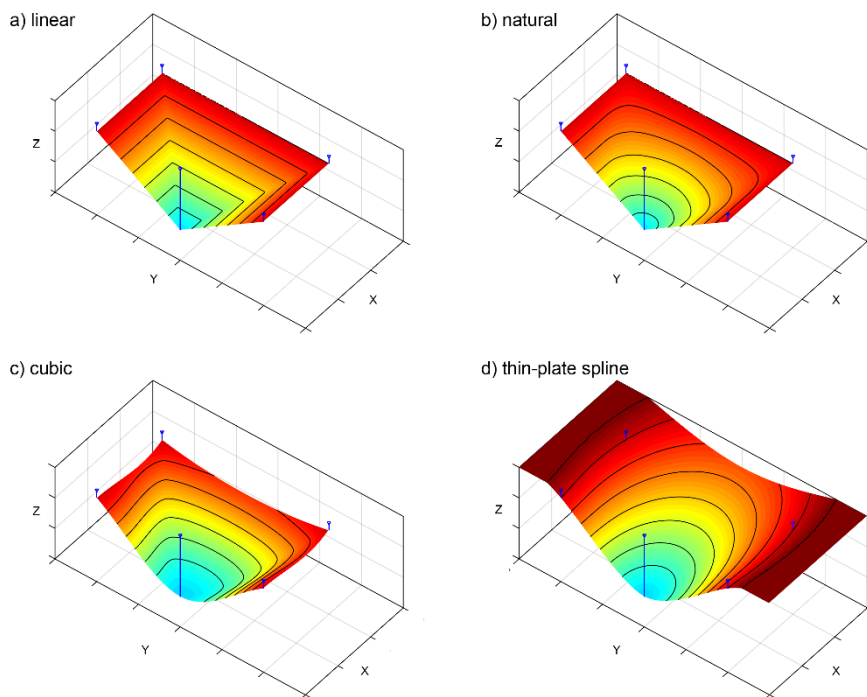 a) linear
b) natural
Z
Y
X
Z
Y
X
c) cubic
d) thin-plate spline
Z
Y
X
Z
Y
X